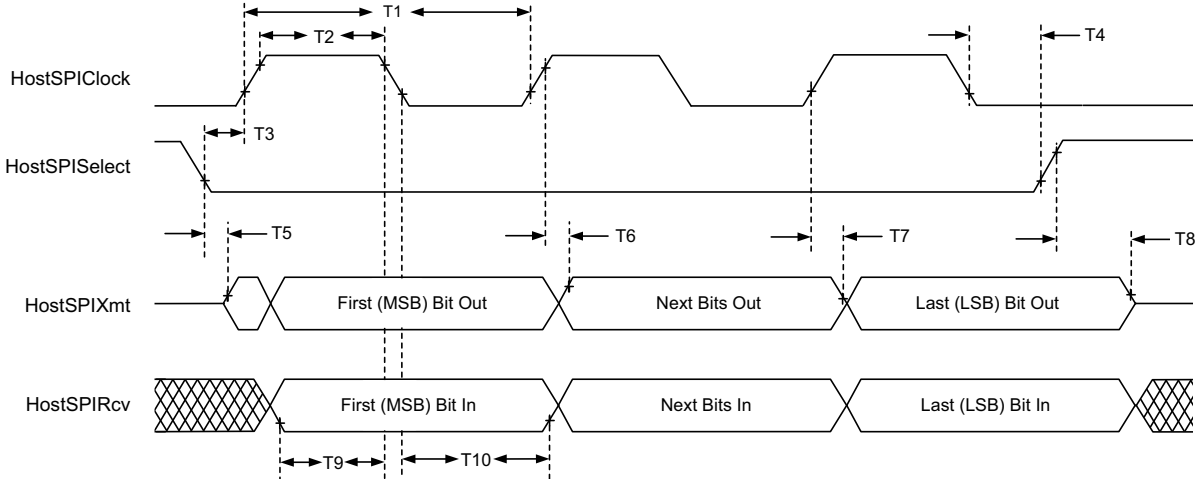 T1
T2
T4
HostSPIClock
T3
HostSPISelect
T5
T6
T7
T8
HostSPIXmt
First (MSB) Bit Out
Next Bits Out
Last (LSB) Bit Out
HostSPIRcv
First (MSB) Bit In
Next Bits In
Last (LSB) Bit In
T9
T10